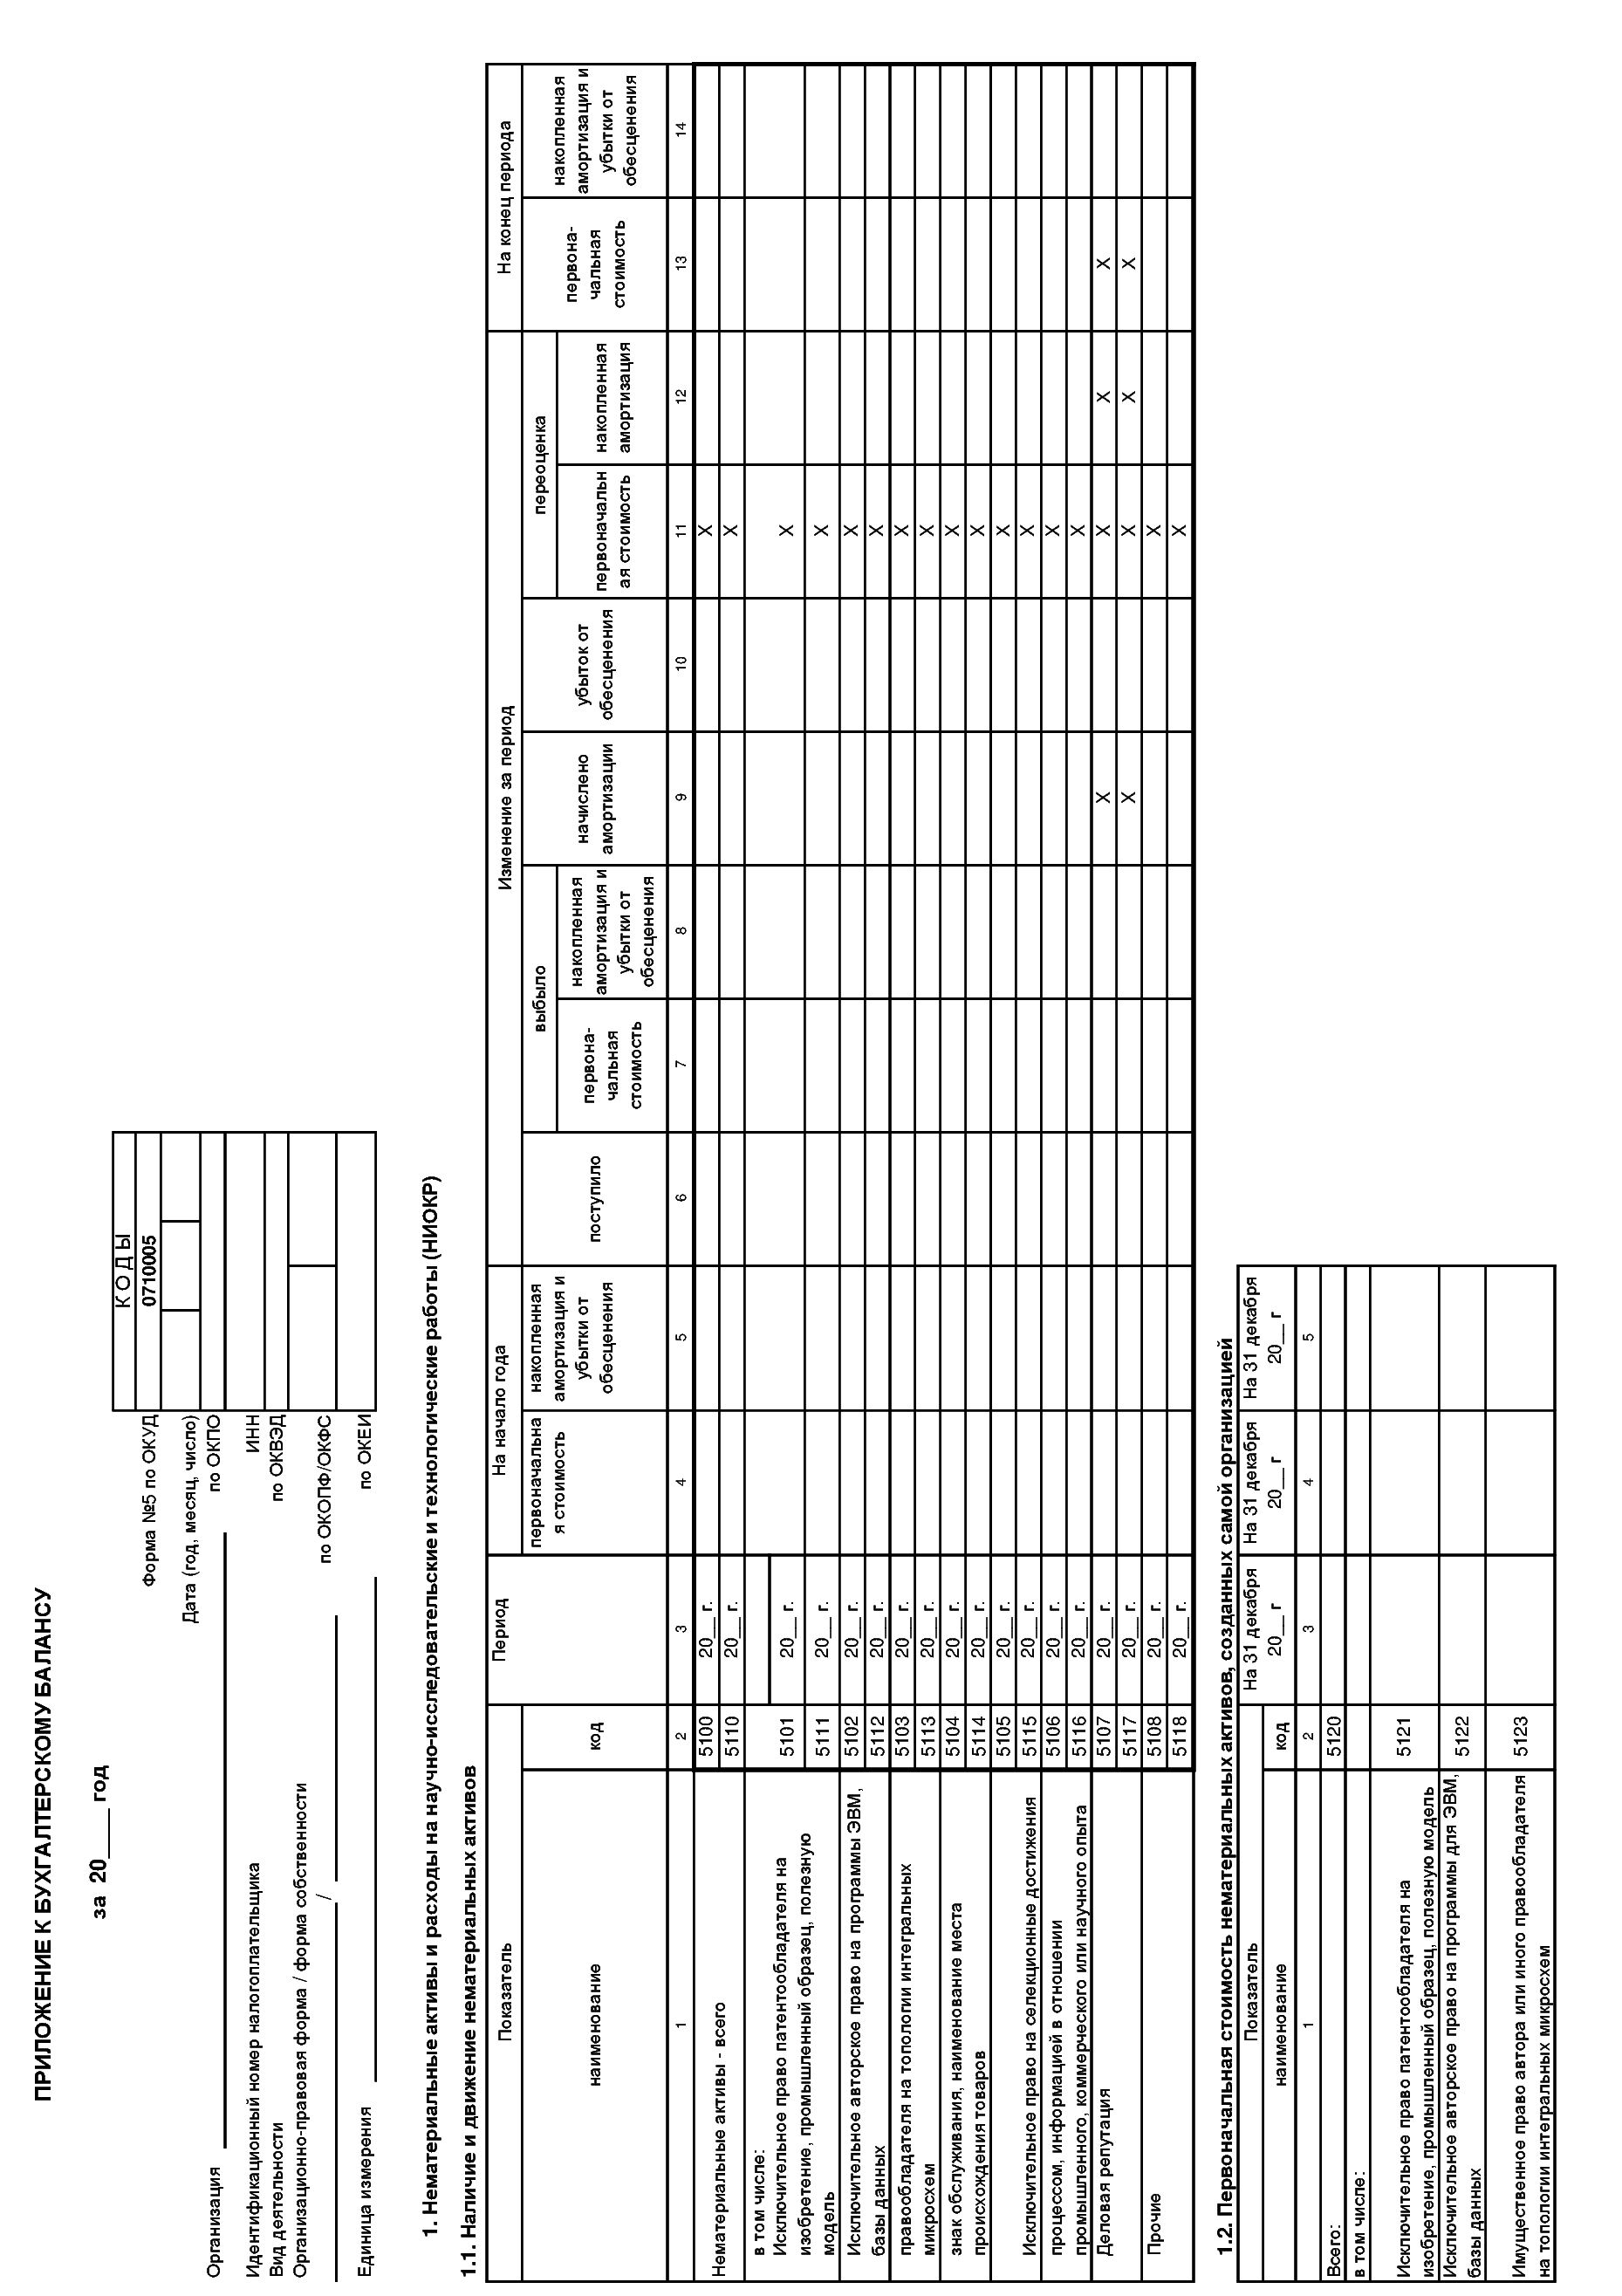 ПРИЛОЖЕНИЕ К БУХГАЛТЕРСКОМУ БАЛАНСУ
за 20____ год
КОДЫ
Форма №5 по ОКУД 0710005
Дата (год, месяц, число)
Организация по ОКПО
Идентификационный номер налогоплательщика ИНН
Вид деятельности по ОКВЭД
Организационно-правовая форма / форма собственности
/ по ОКОПФ/ОКФС
Единица измерения по ОКЕИ
1. Нематериальные активы и расходы на научно-исследовательские и технологические работы (НИОКР)
1.1. Наличие и движение нематериальных активов
Показатель Период На начало года Изменение за период На конец периода
наименование код
первоначальна
я стоимость
накопленная
амортизация и
убытки от
обесценения
поступило
выбыло
первона-
чальная
стоимость
накопленная
амортизация и
убытки от
обесценения
начислено
амортизации
убыток от
обесценения
переоценка
первоначальн
ая стоимость
накопленная
амортизация
первона-
чальная
стоимость
накопленная
амортизация и
убытки от
обесценения
1 2 3 4 5 6 7 8 9 10 11 12 13 14
Нематериальные активы - всего 5100 20__ г. X
5110 20__ г. X
в том числе:
Исключительное право патентообладателя на 5101 20__ г. X
изобретение, промышленный образец, полезную
модель 5111 20__ г. X
Исключительное авторское право на программы ЭВМ, 5102 20__ г. X
базы данных 5112 20__ г. X
правообладателя на топологии интегральных 5103 20__ г. X
микросхем 5113 20__ г. X
знак обслуживания, наименование места 5104 20__ г. X
происхождения товаров 5114 20__ г. X
5105 20__ г. X
Исключительное право на селекционные достижения 5115 20__ г. X
процессом, информацией в отношении 5106 20__ г. X
промышленного, коммерческого или научного опыта 5116 20__ г. X
Деловая репутация 5107 20__ г. X X X X
5117 20__ г. X X X X
Прочие 5108 20__ г. X
5118 20__ г. X
1.2. Первоначальная стоимость нематериальных активов, созданных самой организацией
Показатель На 31 декабря На 31 декабря На 31 декабря
наименование код 20__ г 20__ г 20__ г
1 2 3 4 5
Всего: 5120
в том числе:
Исключительное право патентообладателя на 5121
изобретение, промышленный образец, полезную модель
Исключительное авторское право на программы для ЭВМ, 5122
базы данных
Имущественное право автора или иного правообладателя 5123
на топологии интегральных микросхем